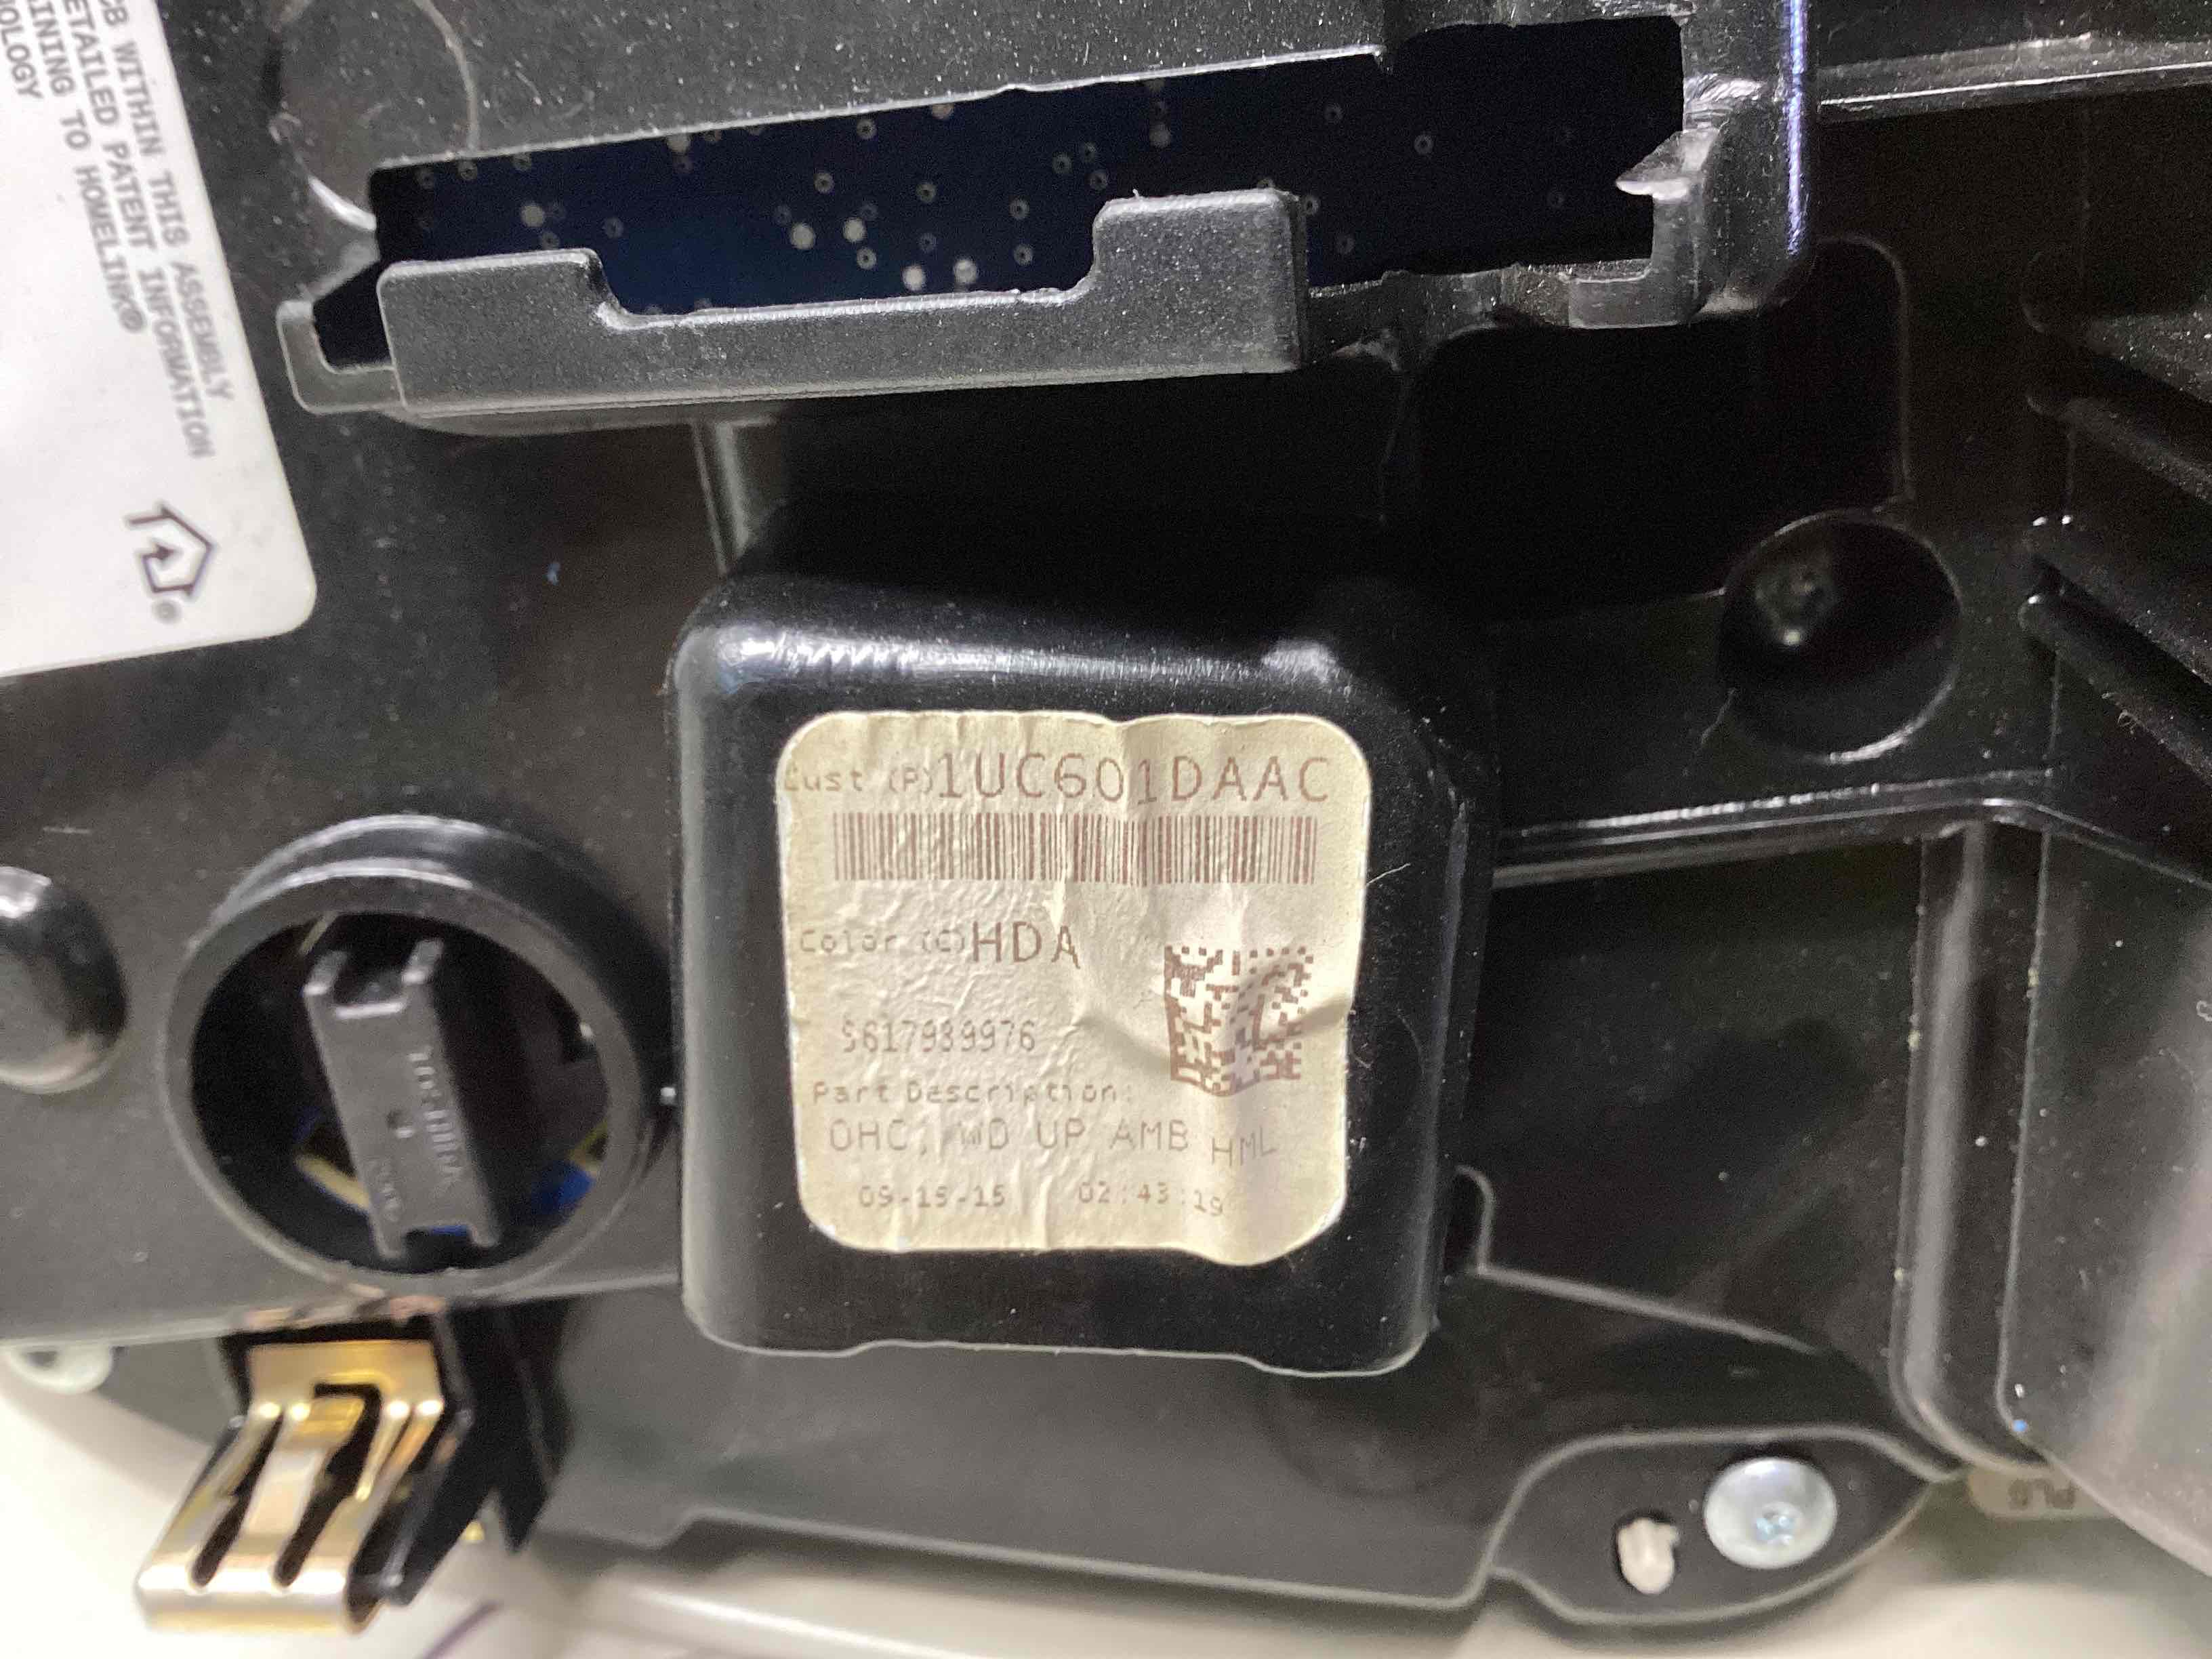 CB WITHIN THIS ASSEMBLY
ETAILED PATENT INFORMATION
AINING TO HOMELINK®
OLOGY
®
Cust (P) 1UC601DAAC
Color (C) HDA
S617939976
Part Description:
OHC, WD UP AMB HML
09-15-15 02:43:19